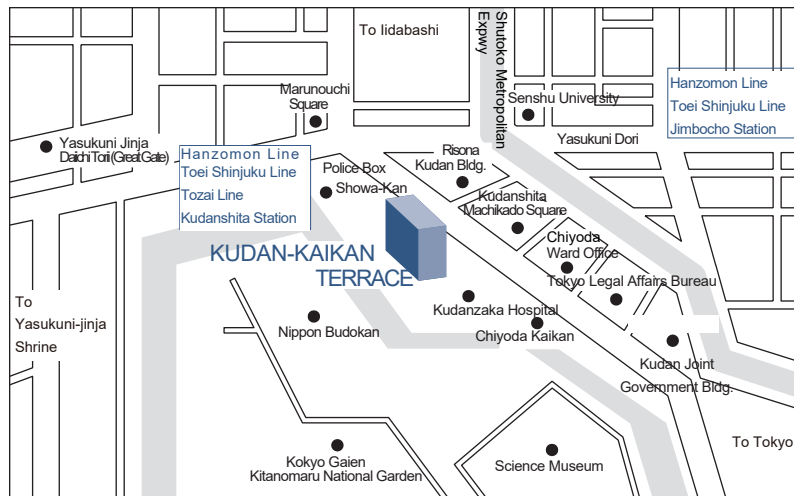 To Iidabashi
Shutoko Metropolitan
Expwy
Marunouchi
Square
Senshu University
Hanzomon Line
Toei Shinjuku Line
Jimbocho Station
Yasukuni Dori
Yasukuni Jinja
Daiichi Torii (Great Gate)
Hanzomon Line
Toei Shinjuku Line
Tozai Line
Kudanshita Station
Police Box
Showa-Kan
Risona
Kudan Bldg.
Kudanshita
Machikado Square
Chiyoda
Ward Office
Tokyo Legal Affairs Bureau
KUDAN-KAIKAN
TERRACE
To
Yasukuni-jinja
Shrine
Nippon Budokan
Kudanzaka Hospital
Chiyoda Kaikan
Kudan Joint
Government Bldg.
To Tokyo
Kokyo Gaien
Kitanomaru National Garden
Science Museum